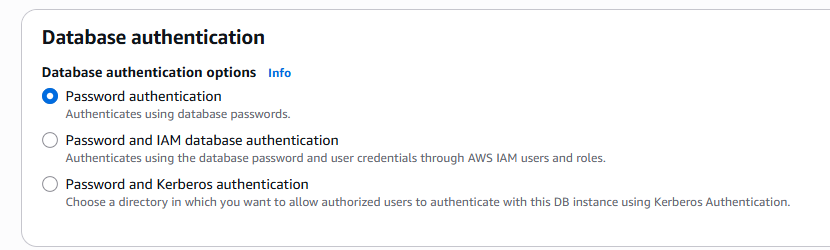 Database authentication
Database authentication options Info
Password authentication
Authenticates using database passwords.
Password and IAM database authentication
Authenticates using the database password and user credentials through AWS IAM users and roles.
Password and Kerberos authentication
Choose a directory in which you want to allow authorized users to authenticate with this DB instance using Kerberos Authentication.